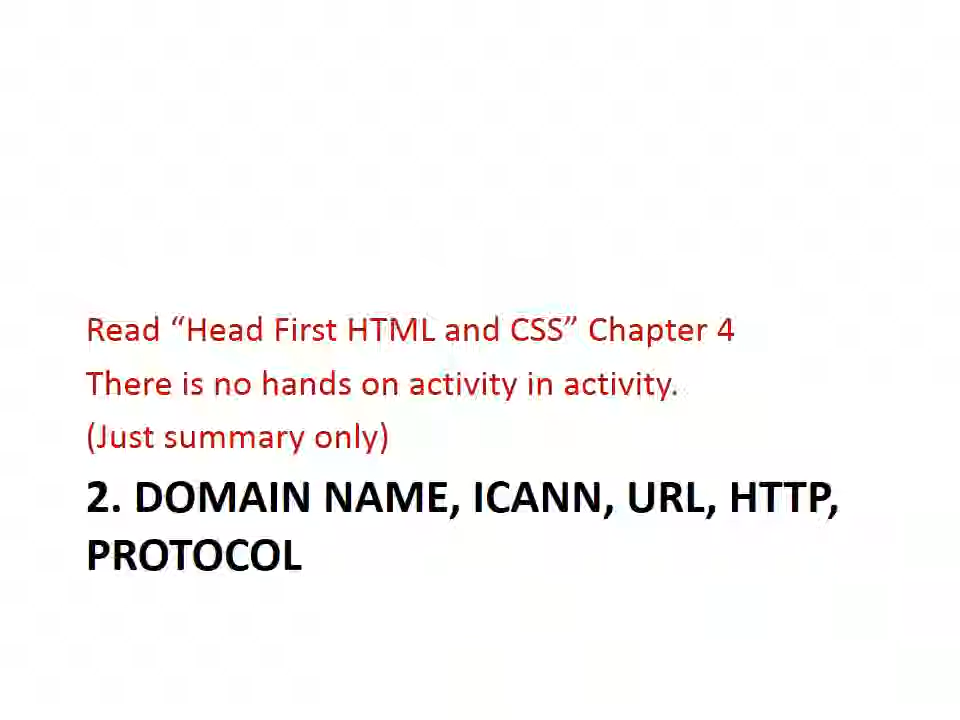 Read “Head First HTML and CSS” Chapter 4
There is no hands on activity in activity.
(Just summary only)
2. DOMAIN NAME, ICANN, URL, HTTP,
PROTOCOL